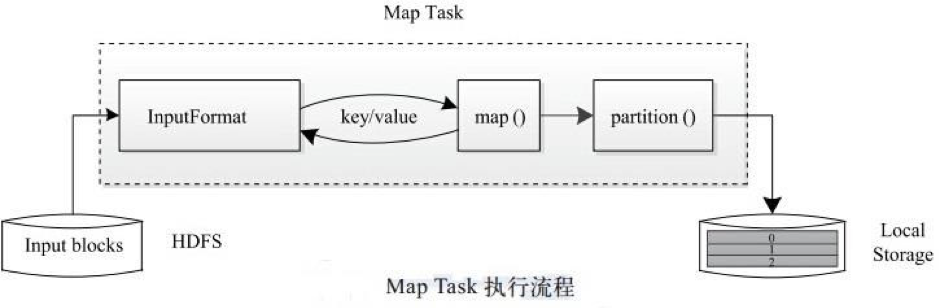 Map Task
InputFormat
key/value
map ()
partition ()
Input blocks
HDFS
0
1
2
Local
Storage
Map Task 执行流程